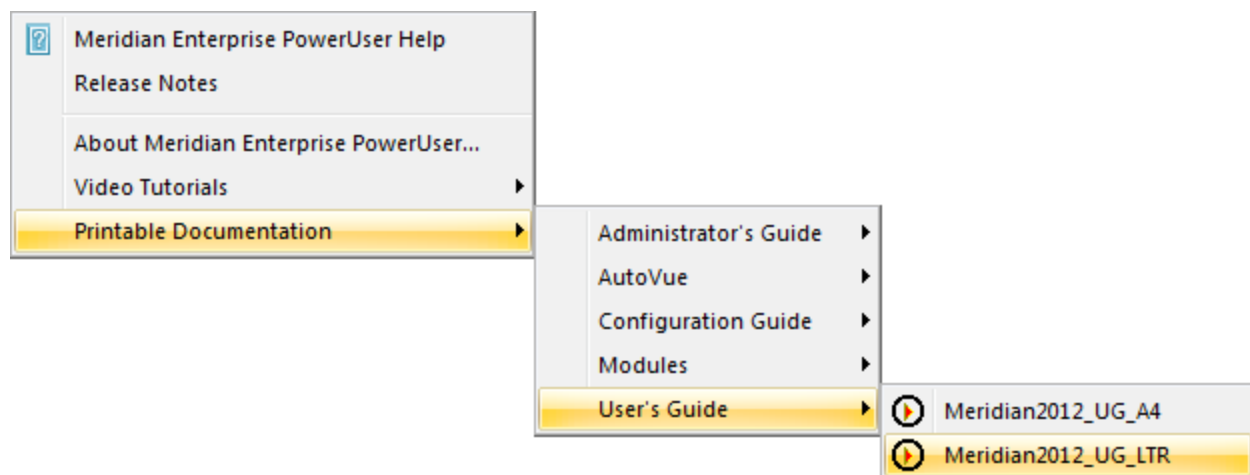 Meridian Enterprise PowerUser Help
Release Notes
About Meridian Enterprise PowerUser...
Video Tutorials
Printable Documentation
Administrator's Guide
AutoVue
Configuration Guide
Modules
User's Guide
Meridian2012_UG_A4
Meridian2012_UG_LTR